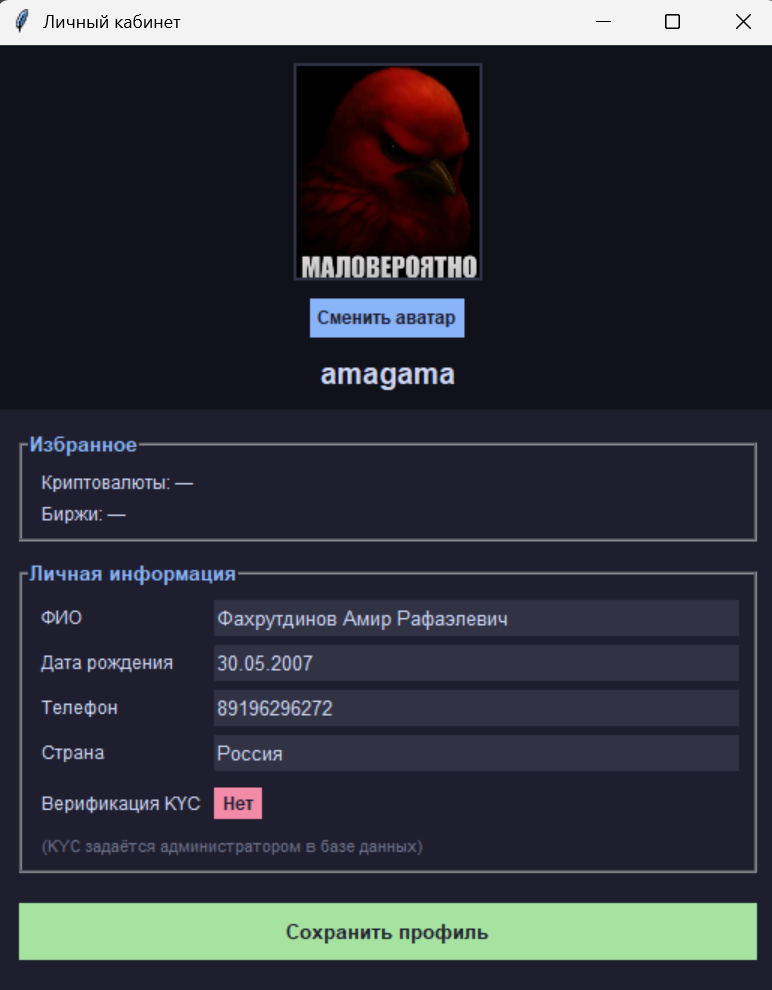 Личный кабинет
МАЛОВЕРОЯТНО
Сменить аватар
amagama
Избранное
Криптовалюты: —
Биржи: —
Личная информация
ФИО Фахрутдинов Амир Рафаэлевич
Дата рождения 30.05.2007
Телефон 89196296272
Страна Россия
Верификация KYC Нет
(KYC задаётся администратором в базе данных)
Сохранить профиль